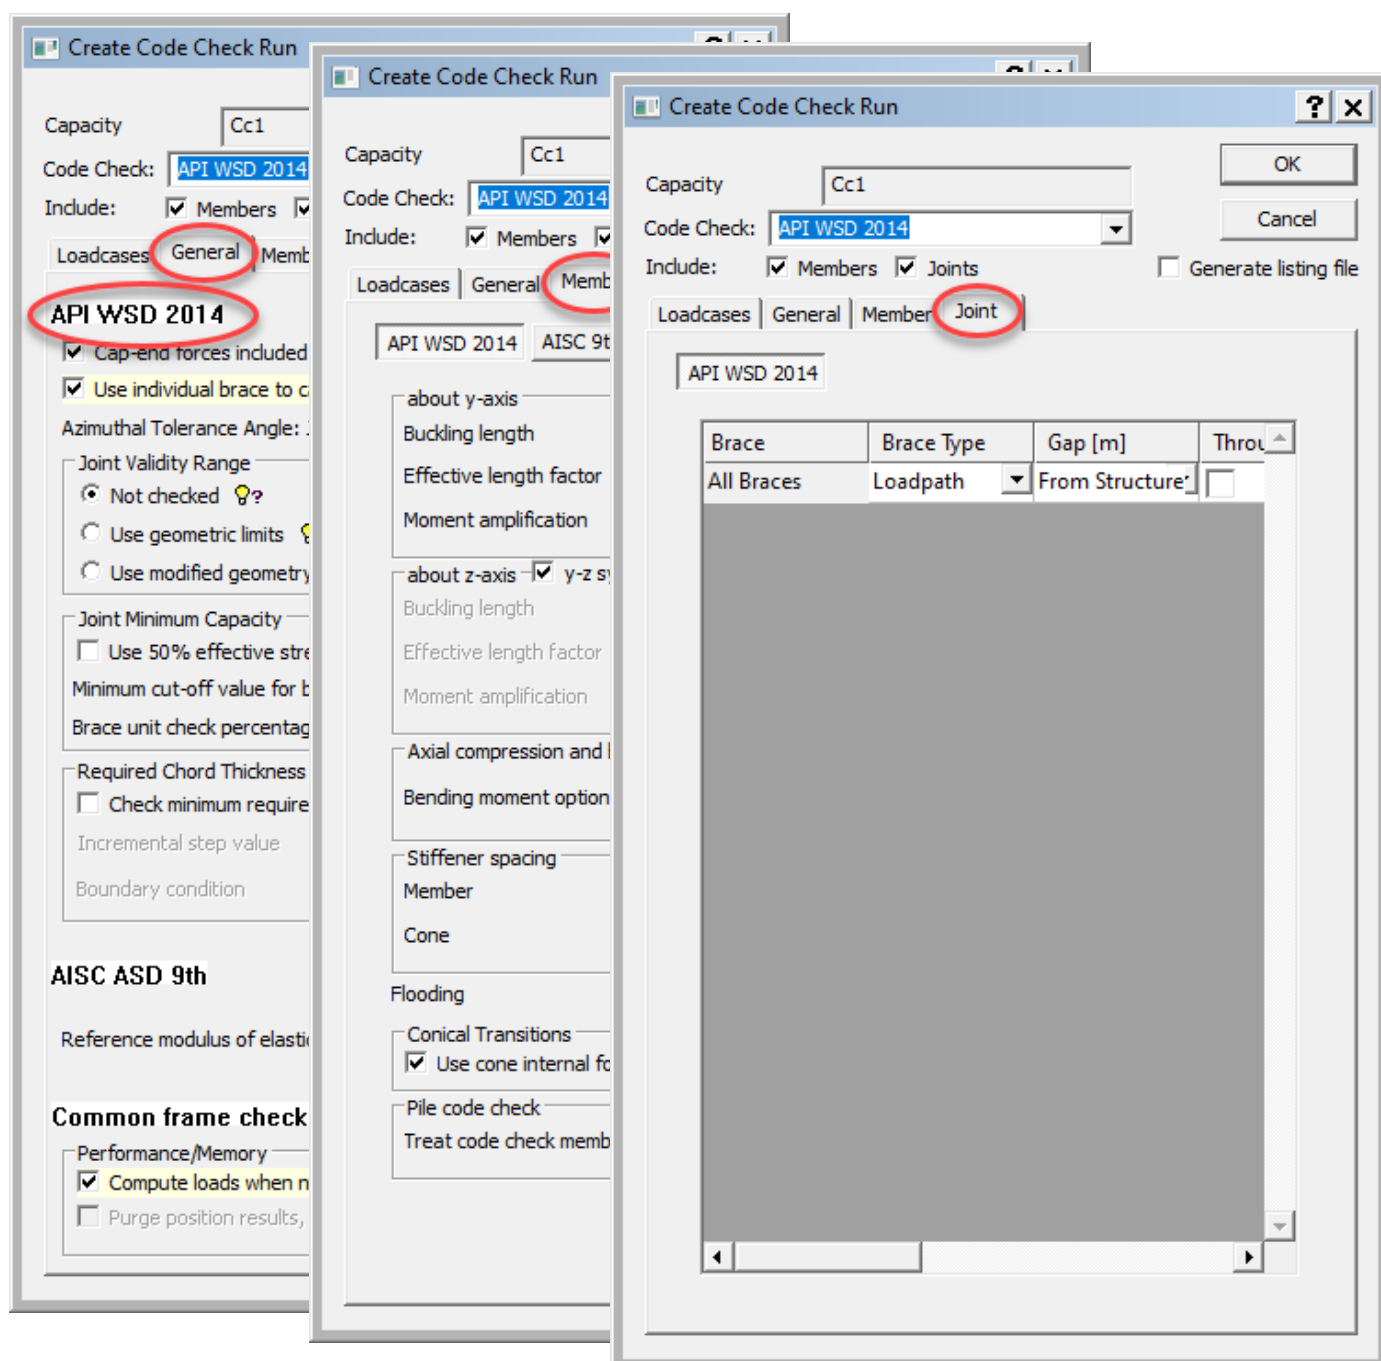 Create Code Check Run
Capacity Cc1
Code Check: API WSD 2014
Include: Members
Loadcases General Memb
API WSD 2014
Cap-end forces included
Use individual brace to c
Azimuthal Tolerance Angle:
Joint Validity Range
Not checked ?
Use geometric limits
Use modified geometry
Joint Minimum Capacity
Use 50% effective stre
Minimum cut-off value for b
Brace unit check percentag
Required Chord Thickness
Check minimum require
Incremental step value
Boundary condition
AISC ASD 9th
Reference modulus of elasti
Common frame check
Performance/Memory
Compute loads when n
Purge position results,
Create Code Check Run
Capacity Cc1
Code Check: API WSD 2014
Include: Members
Loadcases General Memb
API WSD 2014 AISC 9t
about y-axis
Buckling length
Effective length factor
Moment amplification
about z-axis y-z sy
Buckling length
Effective length factor
Moment amplification
Axial compression and
Bending moment option
Stiffener spacing
Member
Cone
Flooding
Conical Transitions
Use cone internal fo
Pile code check
Treat code check memb
Create Code Check Run ?
OK
Capacity Cc1
Cancel
Code Check: API WSD 2014
Include: Members Joints Generate listing file
Loadcases General Member Joint
API WSD 2014
Brace Brace Type Gap [m] Throu
All Braces Loadpath From Structure